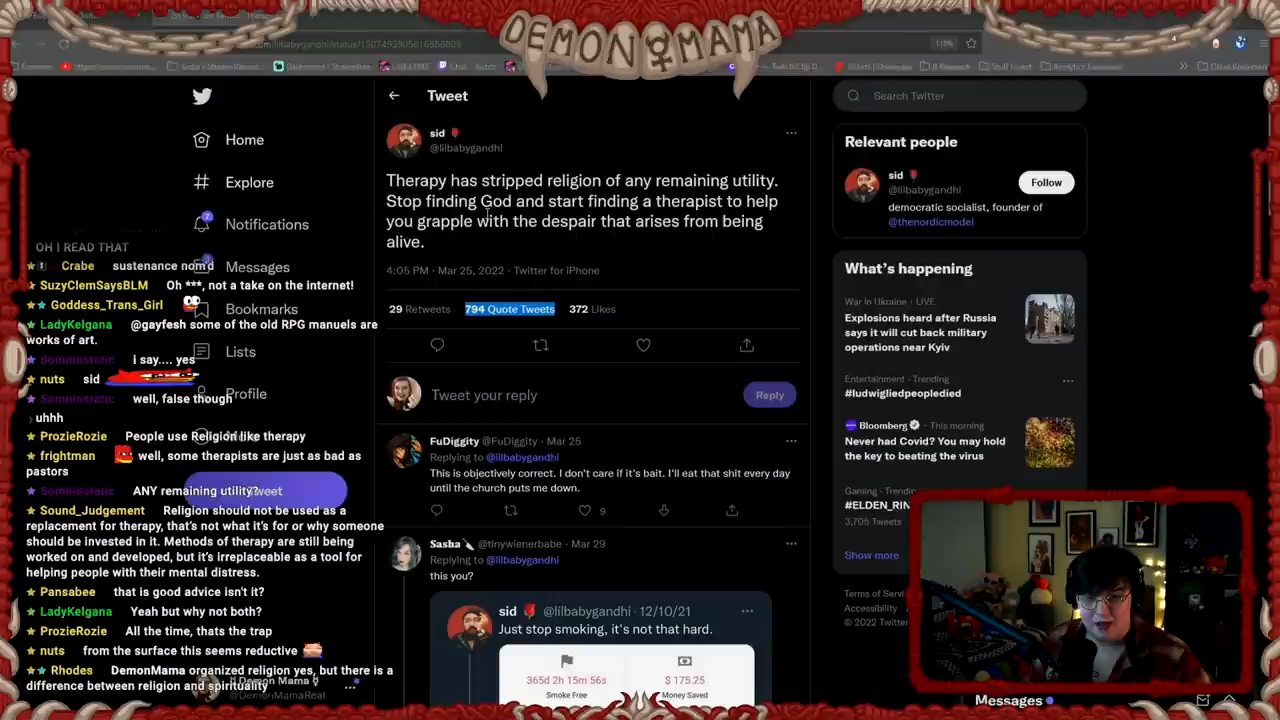 DEMON MAMA
110%
Home
Explore
Notifications
Messages
Bookmarks
Lists
Profile
Tweet
OH I READ THAT
Crabe sustenance nom'd
SuzyClemSaysBLM Oh ***, not a take on the internet!
Goddess_Trans_Girl
LadyKelgana @gayfesh some of the old RPG manuels are
works of art.
Somniostatic i say.... yes
nuts sid
Somniostatic well, false though
uhhh
ProzieRozie People use Religion like therapy
frightman well, some therapists are just as bad as
pastors
Somniostatic ANY remaining utility?
Sound_Judgement Religion should not be used as a
replacement for therapy, that's not what it's for or why someone
should be invested in it. Methods of therapy are still being
worked on and developed, but it's irreplaceable as a tool for
helping people with their mental distress.
Pansabee that is good advice isn't it?
LadyKelgana Yeah but why not both?
ProzieRozie All the time, thats the trap
nuts from the surface this seems reductive
Rhodes DemonMama organized religion yes, but there is a
difference between religion and spirituality
Demon Mama
@DemonMamaReal
Tweet
sid
@lilbabygandhi
Therapy has stripped religion of any remaining utility.
Stop finding God and start finding a therapist to help
you grapple with the despair that arises from being
alive.
4:05 PM · Mar 25, 2022 · Twitter for iPhone
29 Retweets 794 Quote Tweets 372 Likes
Tweet your reply
Reply
FuDiggity @FuDiggity · Mar 25
Replying to @lilbabygandhi
This is objectively correct. I don't care if it's bait. I'll eat that shit every day
until the church puts me down.
9
Sasha @tinywienerbabe · Mar 29
Replying to @lilbabygandhi
this you?
sid @lilbabygandhi · 12/10/21
Just stop smoking, it's not that hard.
365d 2h 15m 56s
Smoke Free
$ 175.25
Money Saved
Search Twitter
Relevant people
sid
@lilbabygandhi
Follow
democratic socialist, founder of
@thenordicmodel
What's happening
War in Ukraine · LIVE
Explosions heard after Russia
says it will cut back military
operations near Kyiv
Entertainment · Trending
#ludwigliedpeopledied
Bloomberg · This morning
Never had Covid? You may hold
the key to beating the virus
Gaming · Trending
#ELDEN_RIN
3,705 Tweets
Show more
Terms of Servi
Accessibility
© 2022 Twitter
Messages